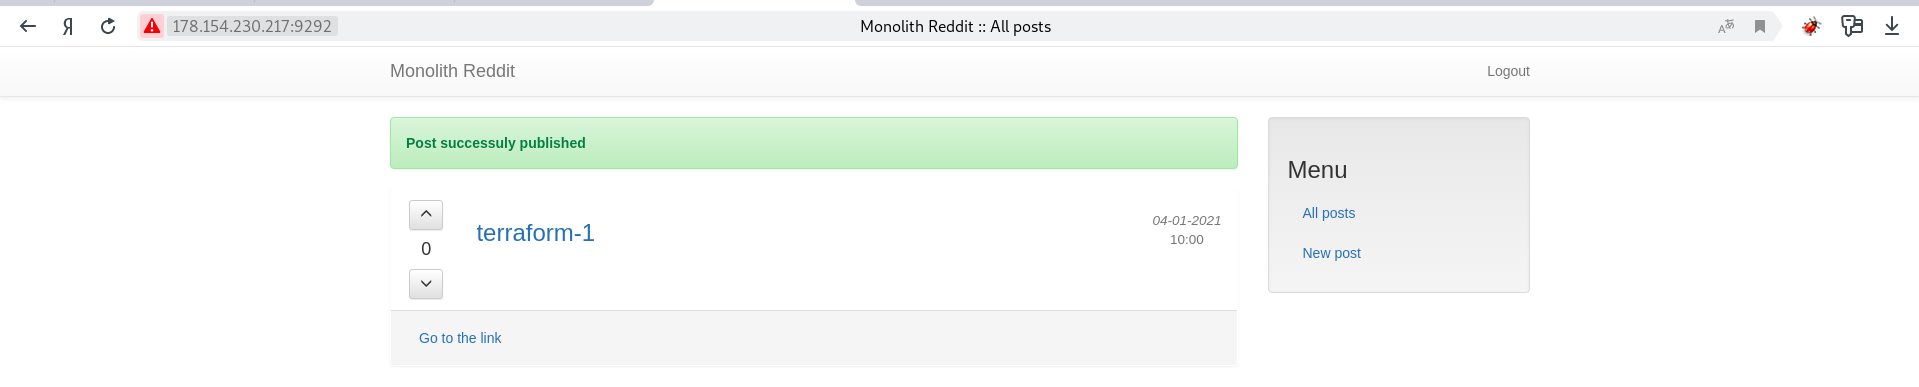 Я
178.154.230.217:9292
Monolith Reddit :: All posts
Monolith Reddit
Logout
Post successuly published
terraform-1
04-01-2021
10:00
0
Go to the link
Menu
All posts
New post